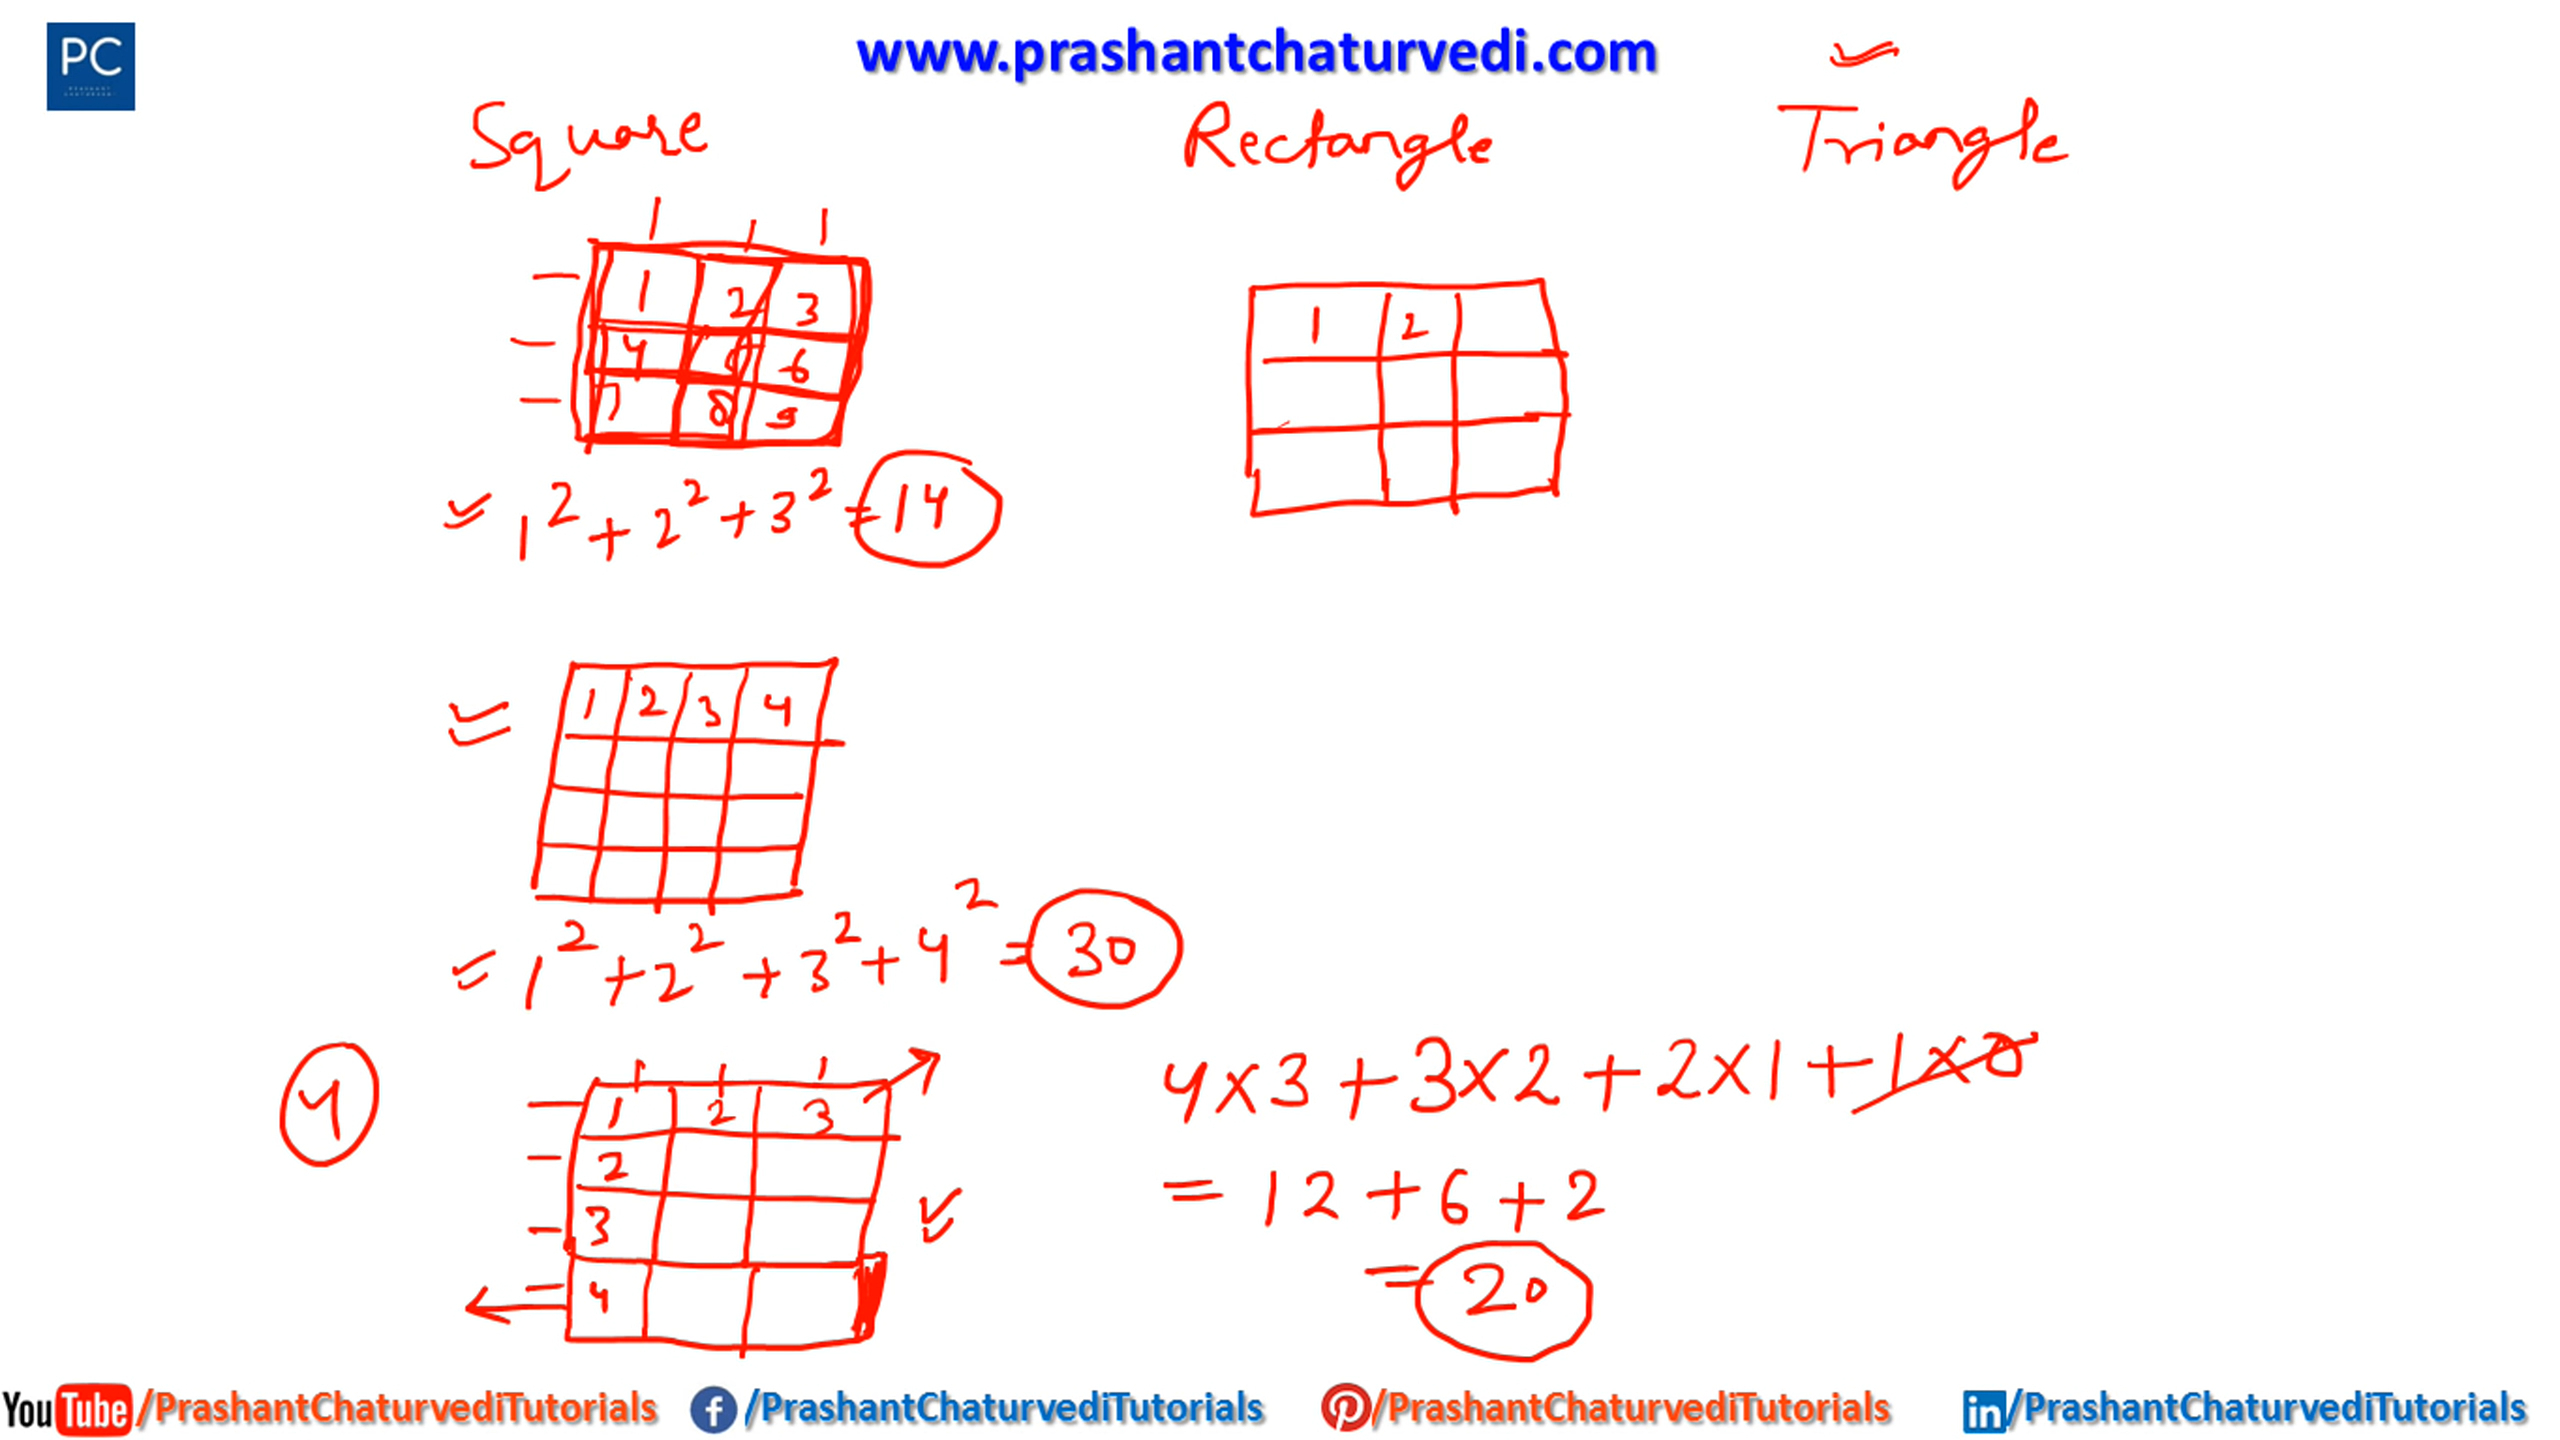 PC
www.prashantchaturvedi.com
Square Rectangle Triangle
1 2 3
4 5 6
7 8 9
1 2
1² + 2² + 3² = 14
1 2 3 4
= 1² + 2² + 3² + 4² = 30
4
1 2 3
2
3
4
4x3 + 3x2 + 2x1 + 1x0
= 12 + 6 + 2
= 20
YouTube/PrashantChaturvediTutorials f/PrashantChaturvediTutorials /PrashantChaturvediTutorials in/PrashantChaturvediTutorials